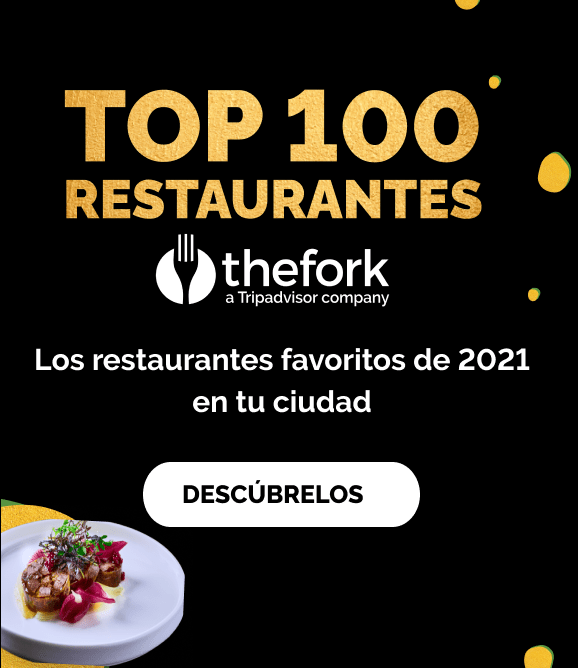 TOP 100
RESTAURANTES
thefork
a Tripadvisor company
Los restaurantes favoritos de 2021
en tu ciudad
DESCÚBRELOS